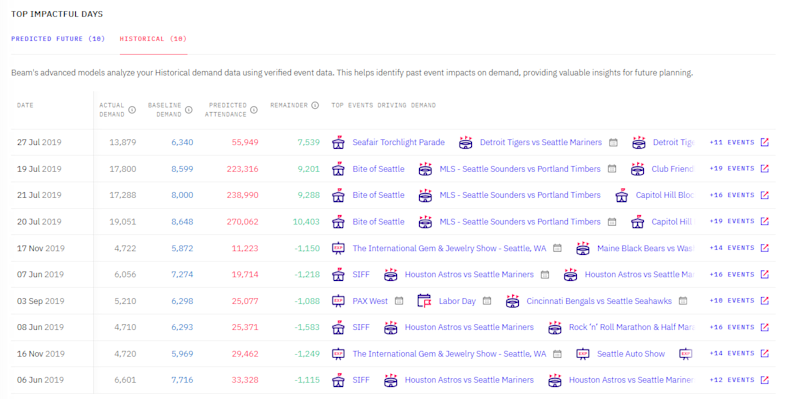 TOP IMPACTFUL DAYS
PREDICTED FUTURE (10) HISTORICAL (10)
Beam's advanced models analyze your Historical demand data using verified event data. This helps identify past event impacts on demand, providing valuable insights for future planning.
DATE ACTUAL DEMAND BASELINE DEMAND PREDICTED ATTENDANCE REMAINDER TOP EVENTS DRIVING DEMAND
27 Jul 2019 13,879 6,340 55,949 7,539 Seafair Torchlight Parade Detroit Tigers vs Seattle Mariners Detroit Tig +11 EVENTS
19 Jul 2019 17,800 8,599 223,316 9,201 Bite of Seattle MLS - Seattle Sounders vs Portland Timbers Club Friend +19 EVENTS
21 Jul 2019 17,288 8,000 238,990 9,288 Bite of Seattle MLS - Seattle Sounders vs Portland Timbers Capitol Hill Bloc +16 EVENTS
20 Jul 2019 19,051 8,648 270,062 10,403 Bite of Seattle MLS - Seattle Sounders vs Portland Timbers Capitol Hill +19 EVENTS
17 Nov 2019 4,722 5,872 11,223 -1,150 EXPO The International Gem & Jewelry Show - Seattle, WA Maine Black Bears vs Was +14 EVENTS
07 Jun 2019 6,056 7,274 19,714 -1,218 SIFF Houston Astros vs Seattle Mariners Houston Astros vs Seattle Ma +16 EVENTS
03 Sep 2019 5,210 6,298 25,077 -1,088 EXPO PAX West Labor Day Cincinnati Bengals vs Seattle Seahawks +10 EVENTS
08 Jun 2019 4,710 6,293 25,371 -1,583 SIFF Houston Astros vs Seattle Mariners Rock 'n' Roll Marathon & Half Mar +16 EVENTS
16 Nov 2019 4,720 5,969 29,462 -1,249 EXPO The International Gem & Jewelry Show - Seattle, WA EXPO Seattle Auto Show EXPO +14 EVENTS
06 Jun 2019 6,601 7,716 33,328 -1,115 SIFF Houston Astros vs Seattle Mariners Houston Astros vs Seattle Mariner +12 EVENTS